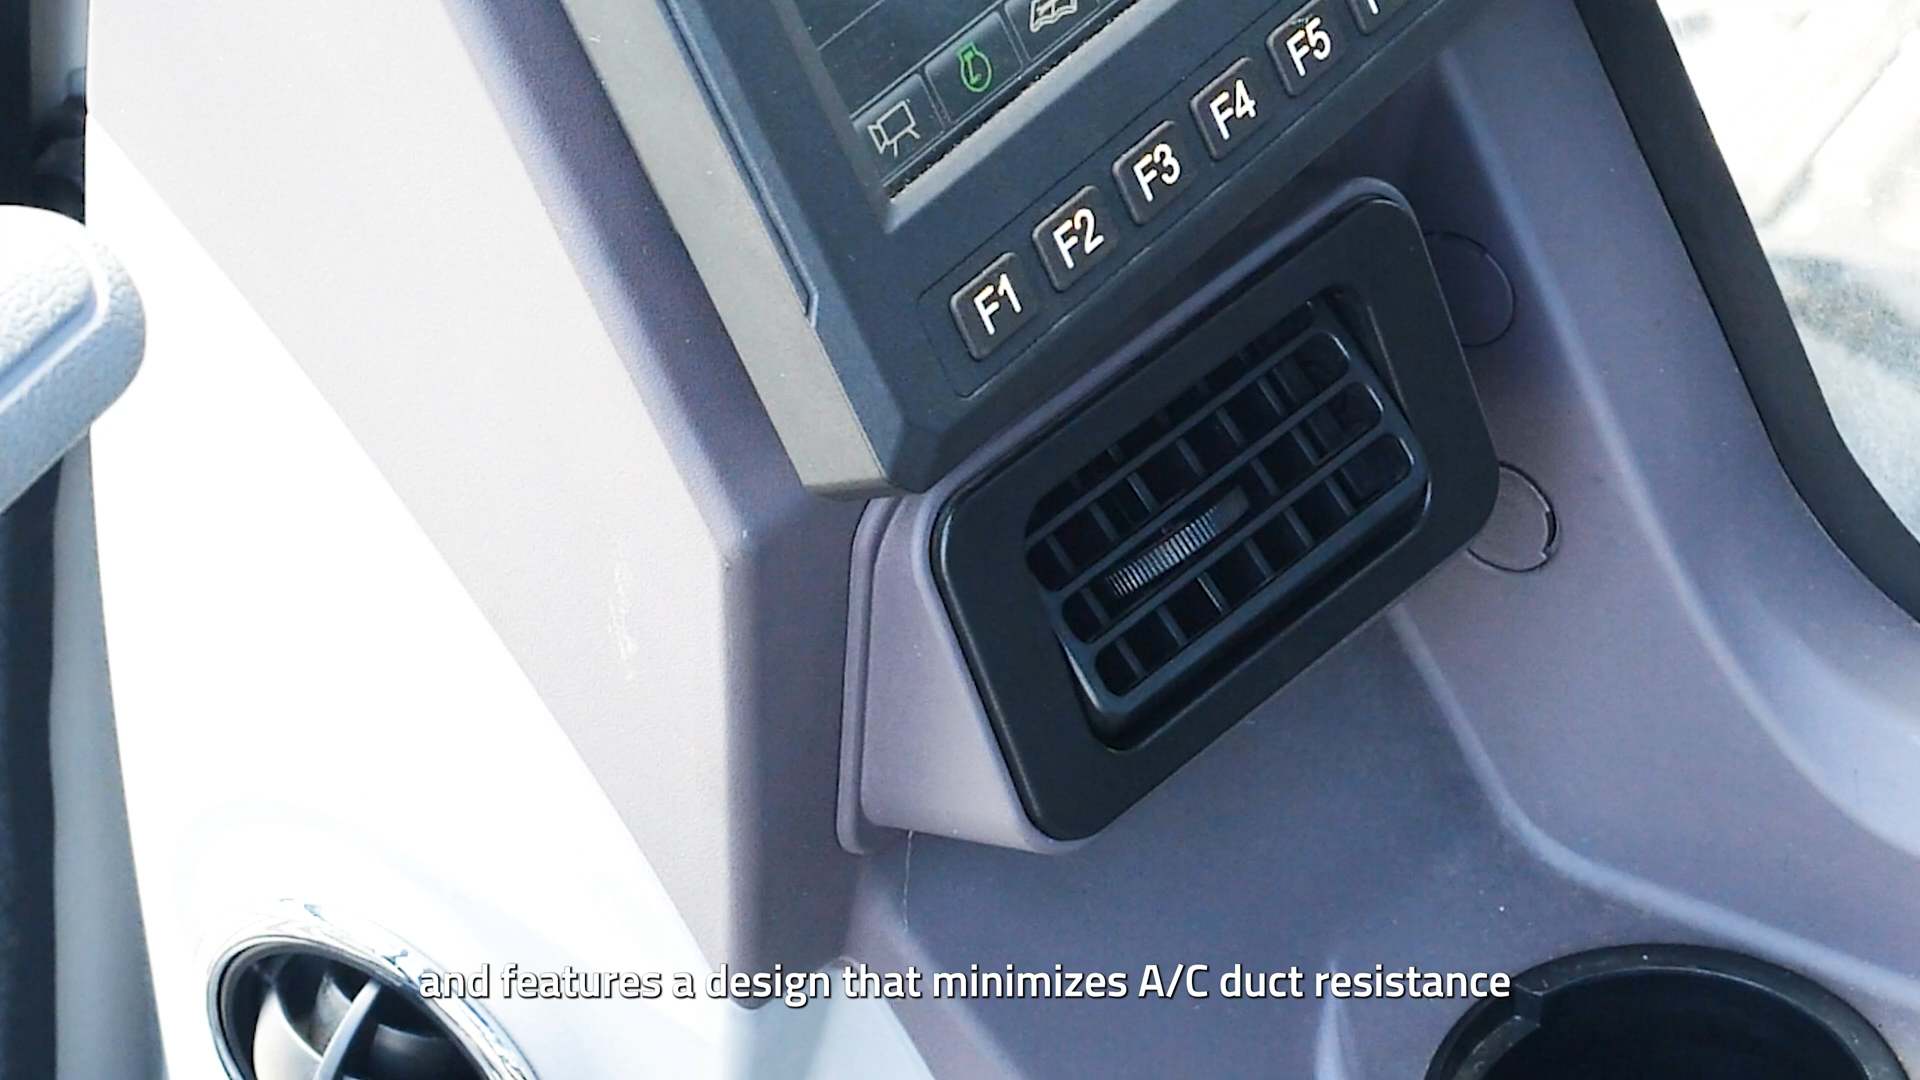 F1
F2
F3
F4
F5
and features a design that minimizes A/C duct resistance